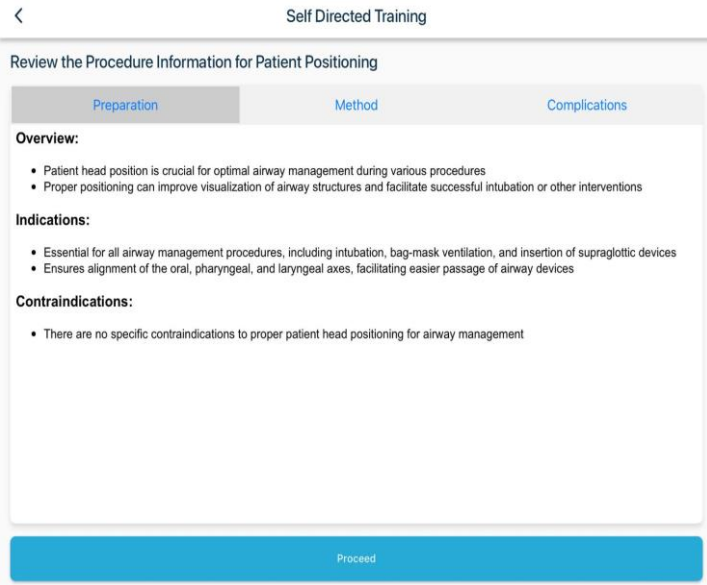 Self Directed Training
Review the Procedure Information for Patient Positioning
Preparation Method Complications
Overview:
• Patient head position is crucial for optimal airway management during various procedures
• Proper positioning can improve visualization of airway structures and facilitate successful intubation or other interventions
Indications:
• Essential for all airway management procedures, including intubation, bag-mask ventilation, and insertion of supraglottic devices
• Ensures alignment of the oral, pharyngeal, and laryngeal axes, facilitating easier passage of airway devices
Contraindications:
• There are no specific contraindications to proper patient head positioning for airway management
Proceed